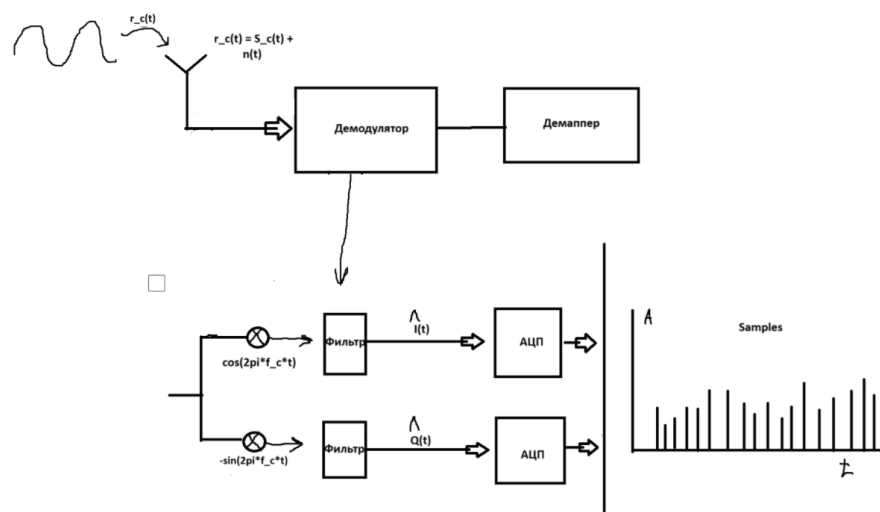 r_c(t)
r_c(t) = S_c(t) +
n(t)
Демодулятор
Демаппер
cos(2pi*f_c*t)
Фильтр
Λ
I(t)
АЦП
A
Samples
-sin(2pi*f_c*t)
Фильтр
Λ
Q(t)
АЦП
t